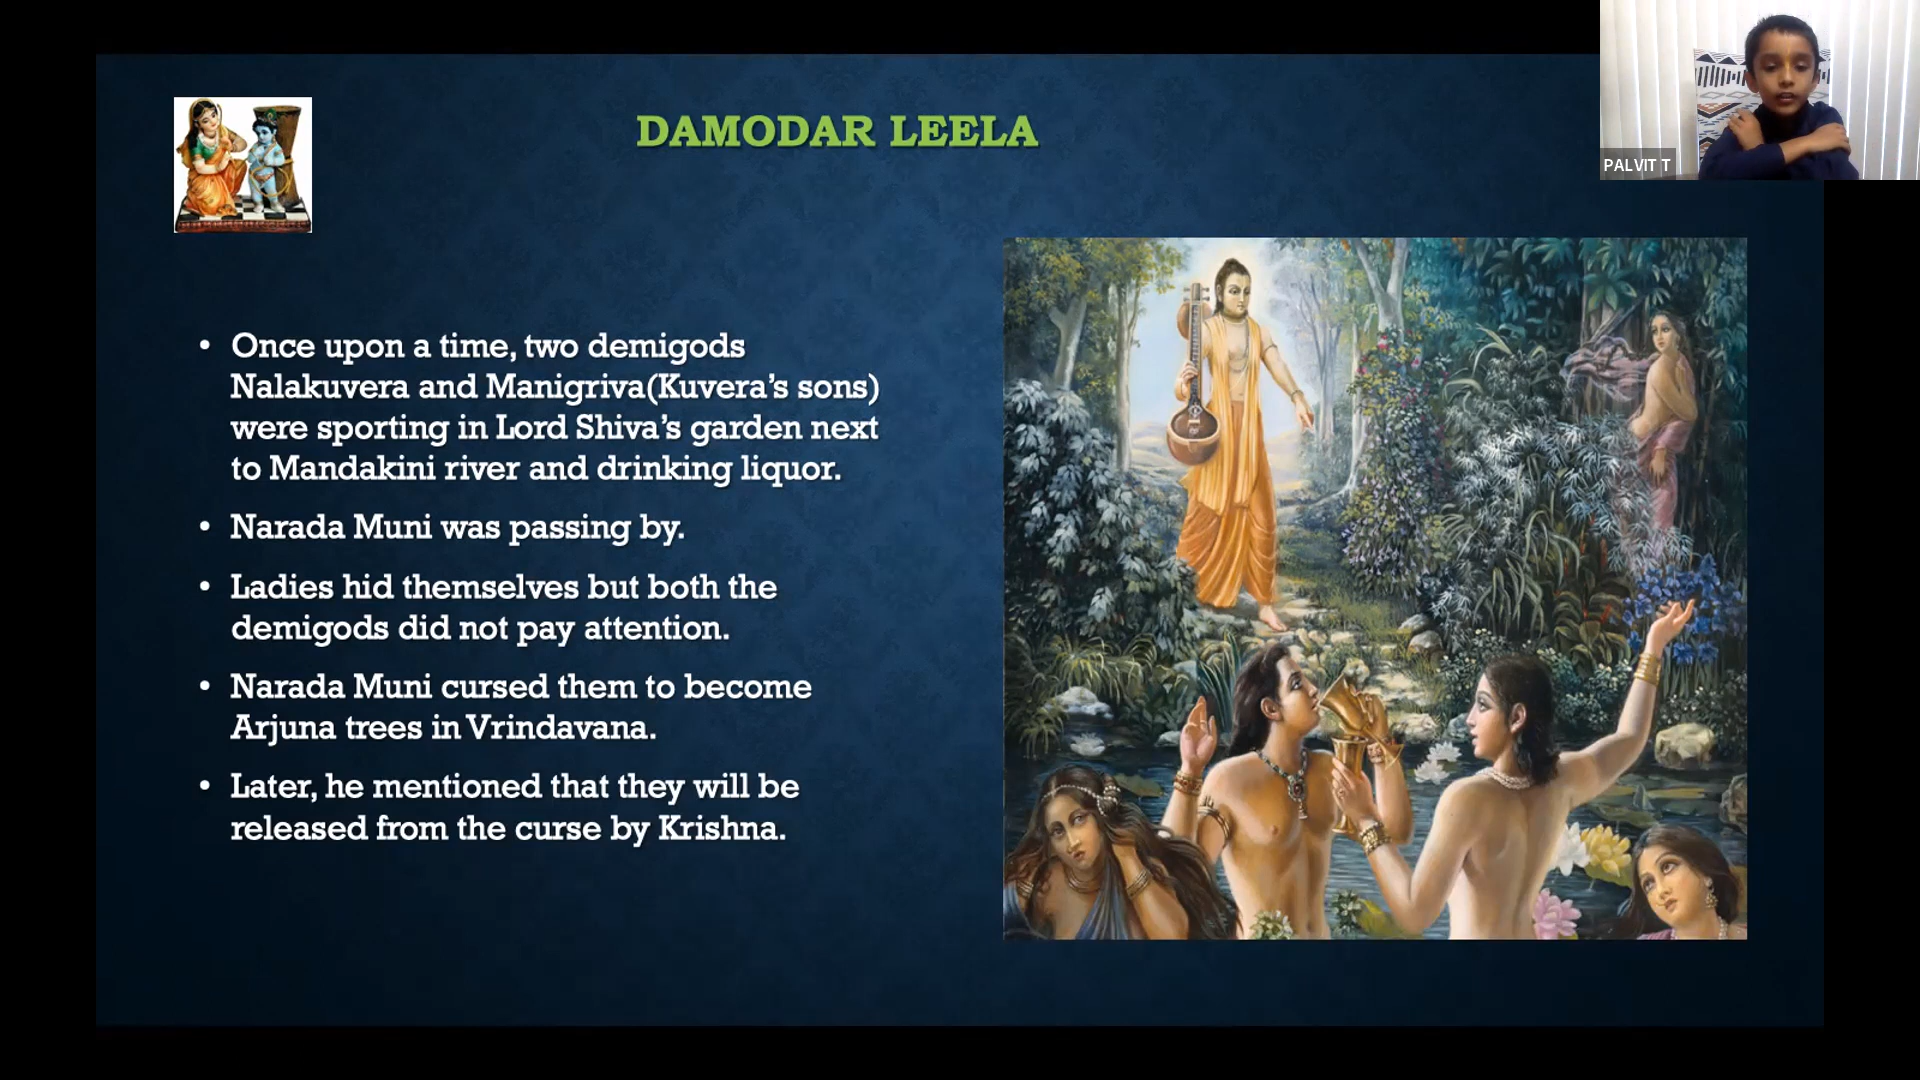 DAMODAR LEELA
PALVIT T
• Once upon a time, two demigods
Nalakuvera and Manigriva(Kuvera’s sons)
were sporting in Lord Shiva’s garden next
to Mandakini river and drinking liquor.
• Narada Muni was passing by.
• Ladies hid themselves but both the
demigods did not pay attention.
• Narada Muni cursed them to become
Arjuna trees in Vrindavana.
• Later, he mentioned that they will be
released from the curse by Krishna.